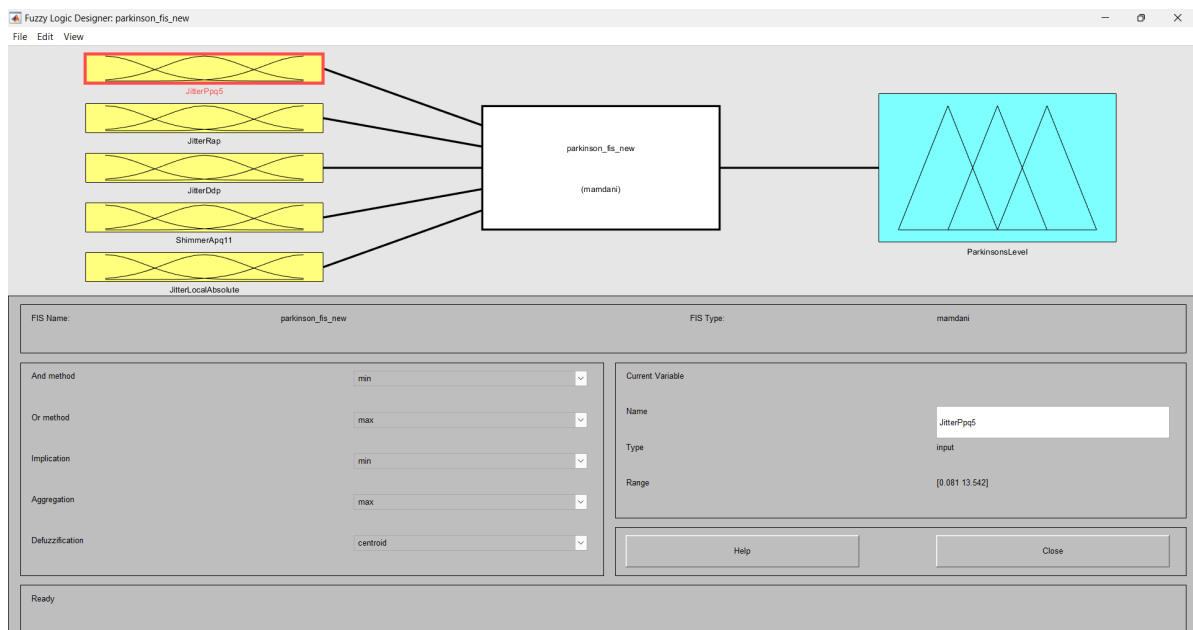 Fuzzy Logic Designer: parkinson_fis_new
File Edit View
JitterPpq5
JitterRap
JitterDdp
ShimmerApq11
JitterLocalAbsolute
parkinson_fis_new
(mamdani)
ParkinsonsLevel
FIS Name: parkinson_fis_new FIS Type: mamdani
And method min
Or method max
Implication min
Aggregation max
Defuzzification centroid
Current Variable
Name JitterPpq5
Type input
Range [0.081 13.542]
Help Close
Ready